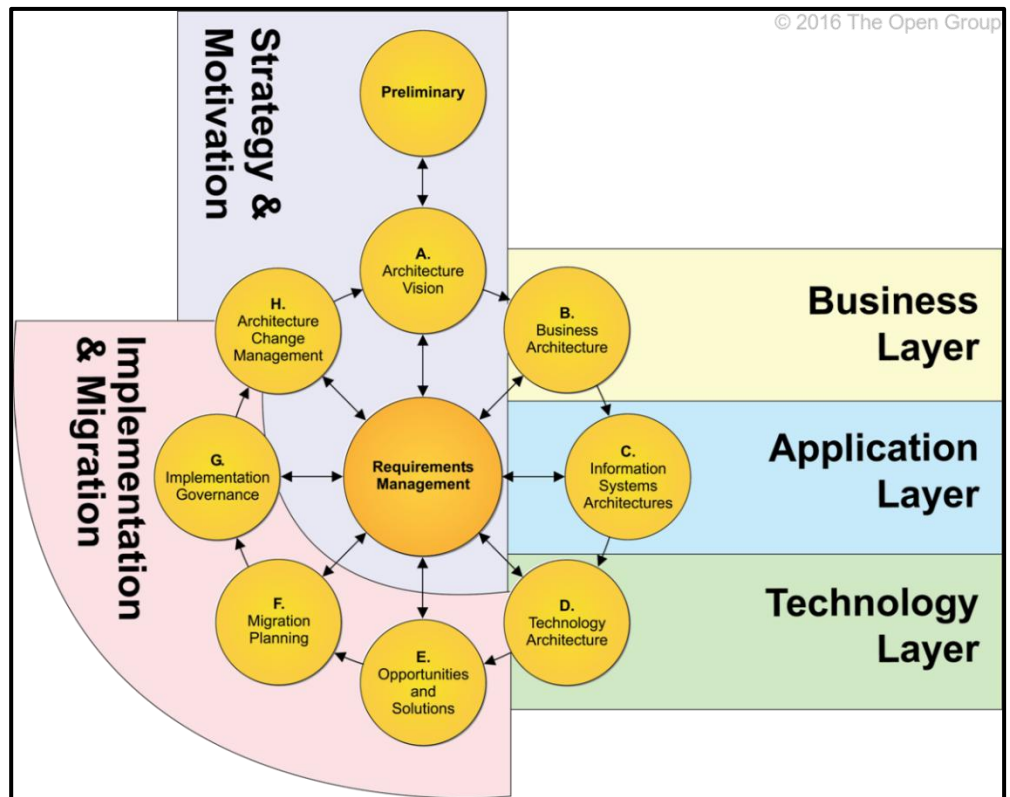 © 2016 The Open Group
Strategy &
Motivation
Preliminary
A.
Architecture
Vision
H.
Architecture
Change
Management
B.
Business
Architecture
Business
Layer
Implementation
& Migration
G.
Implementation
Governance
Requirements
Management
C.
Information
Systems
Architectures
Application
Layer
F.
Migration
Planning
E.
Opportunities
and
Solutions
D.
Technology
Architecture
Technology
Layer